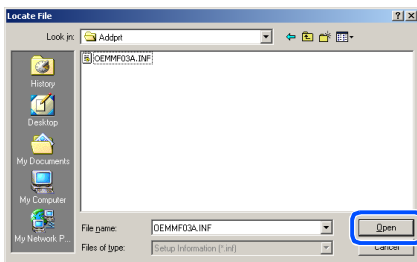 Locate File
Look in: Addprt
OEMMF03A.INF
History
Desktop
My Documents
My Computer
My Network P...
File name: OEMMF03A.INF Open
Files of type: Setup Information (*.inf) Cancel